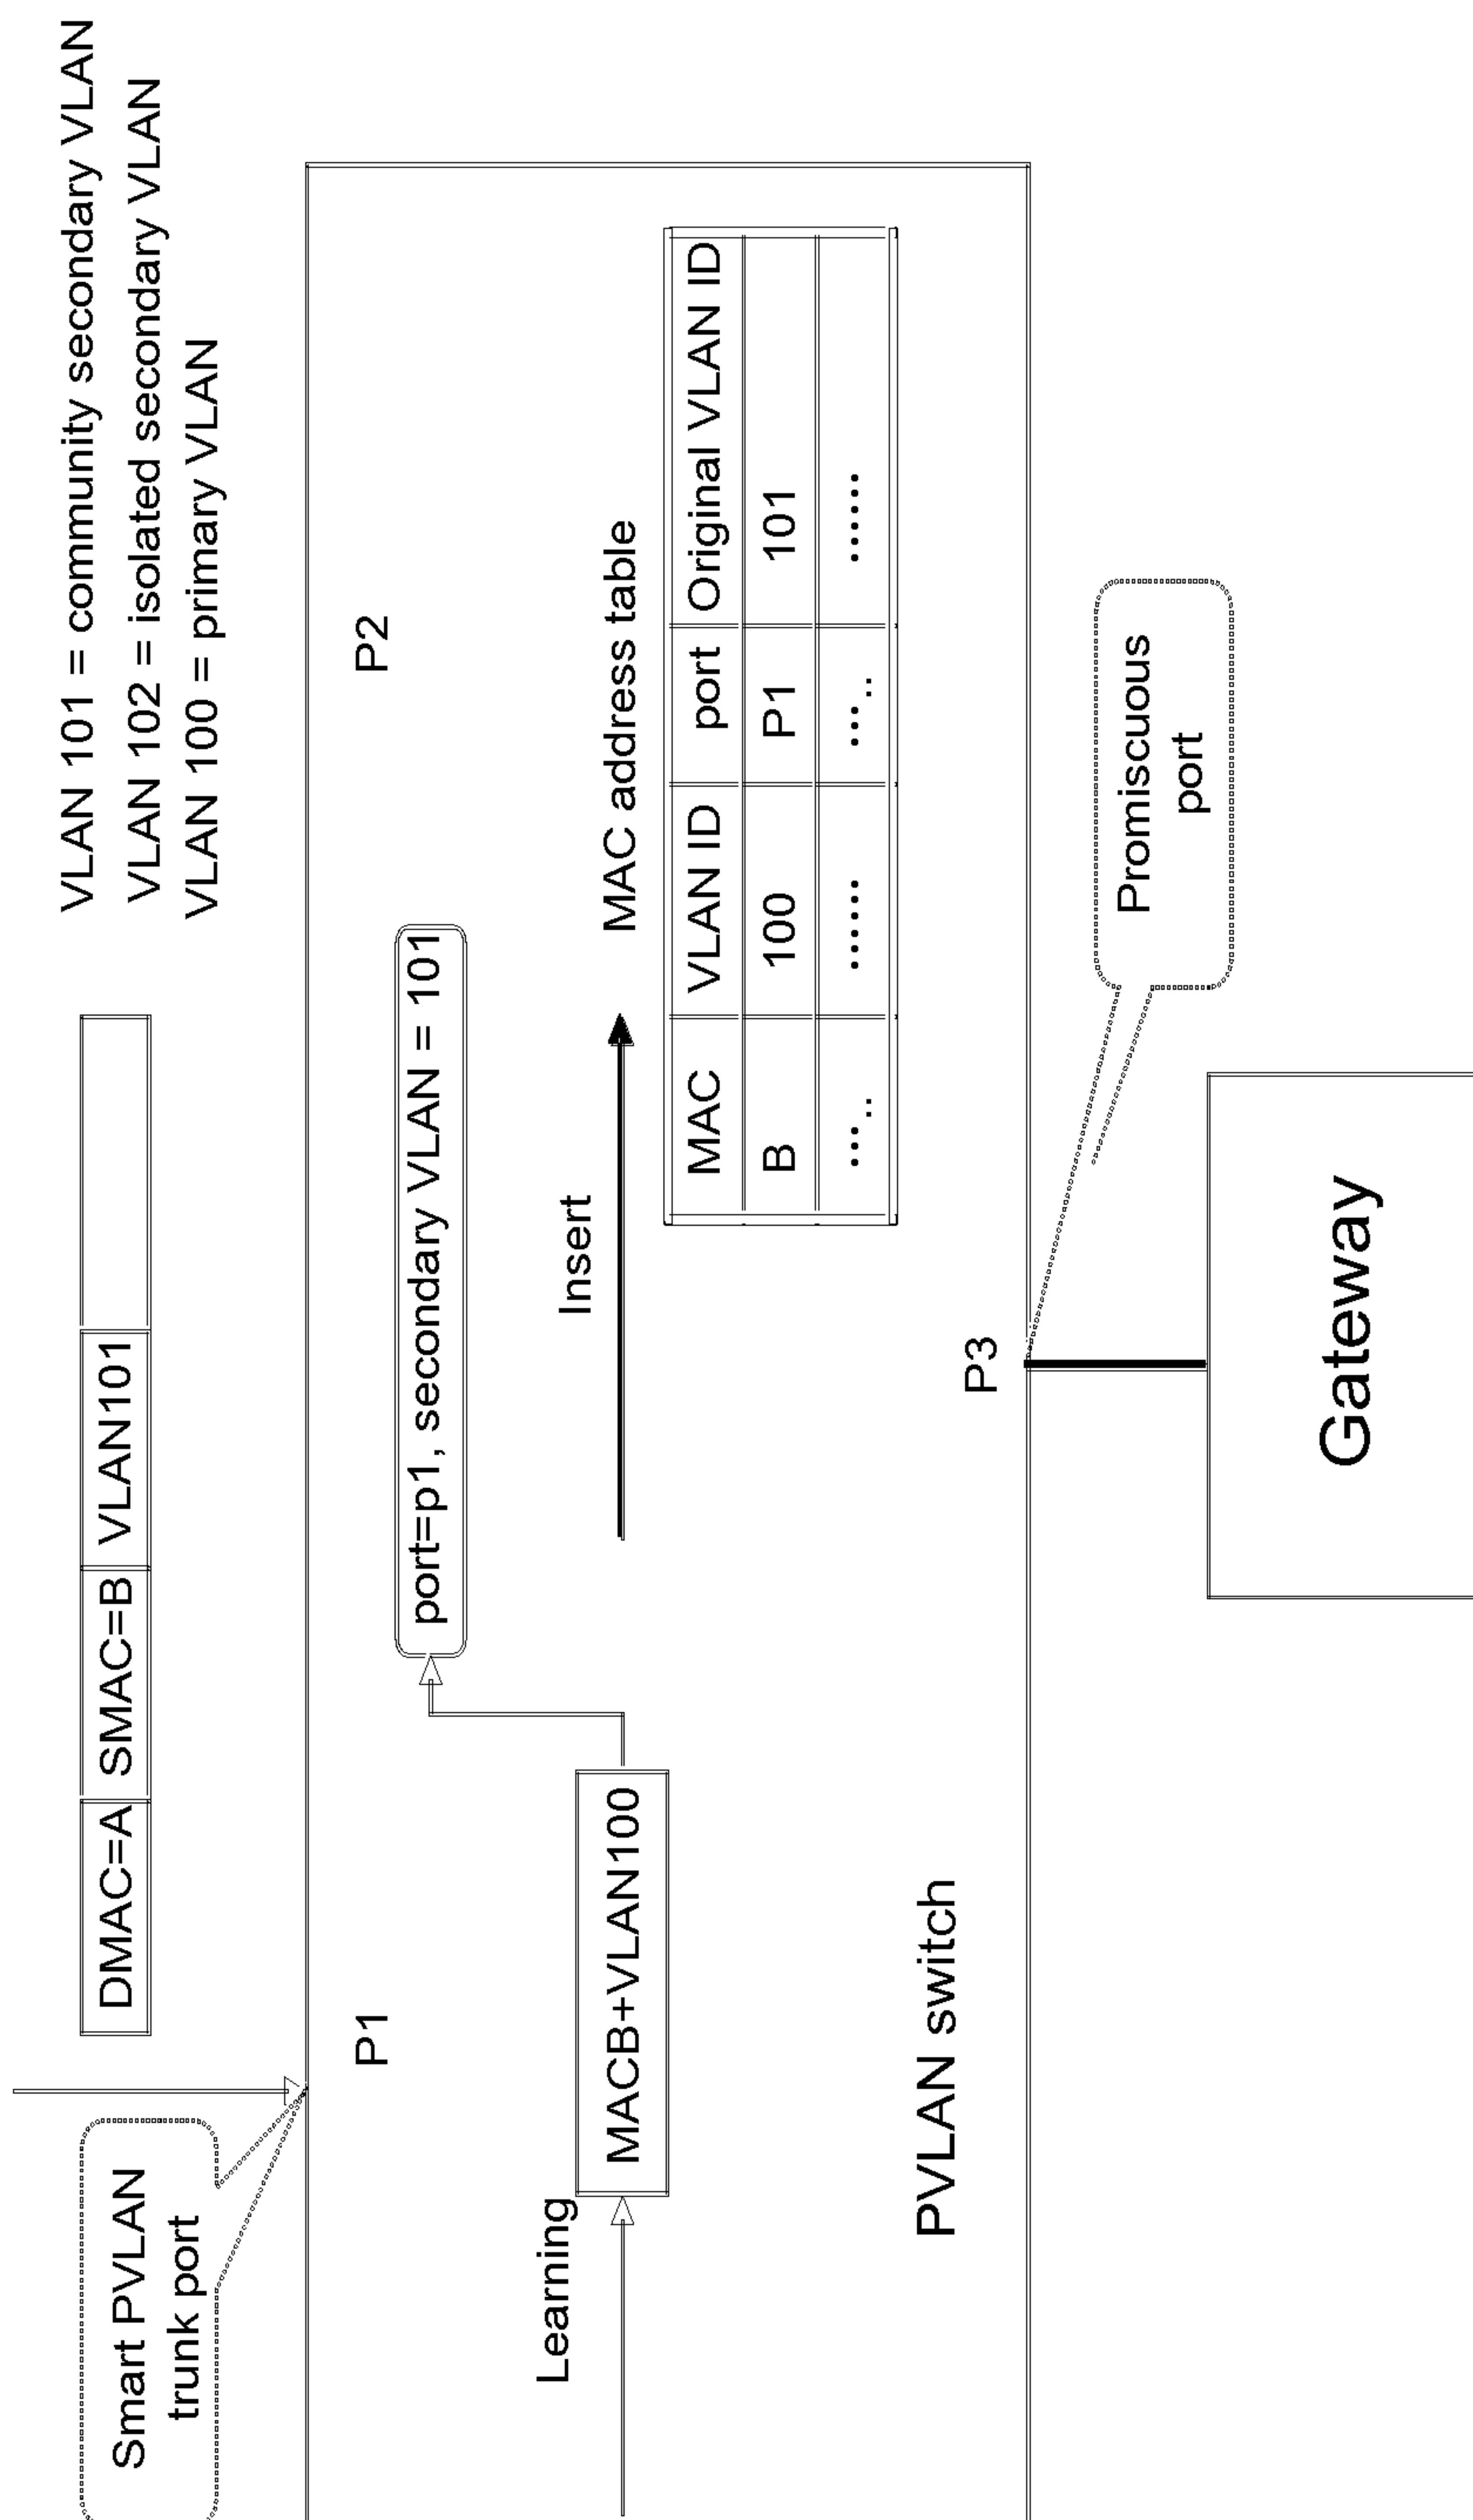 VLAN 101 = community secondary VLAN
VLAN 102 = isolated secondary VLAN
VLAN 100 = primary VLAN
Smart PVLAN
trunk port
DMAC=A SMAC=B VLAN101
P1
P2
port=p1, secondary VLAN = 101
Learning
MACB+VLAN100
Insert
MAC address table
MAC VLAN ID port Original VLAN ID
B 100 P1 101
..... ...... ..... ......
PVLAN switch
P3
Promiscuous
port
Gateway